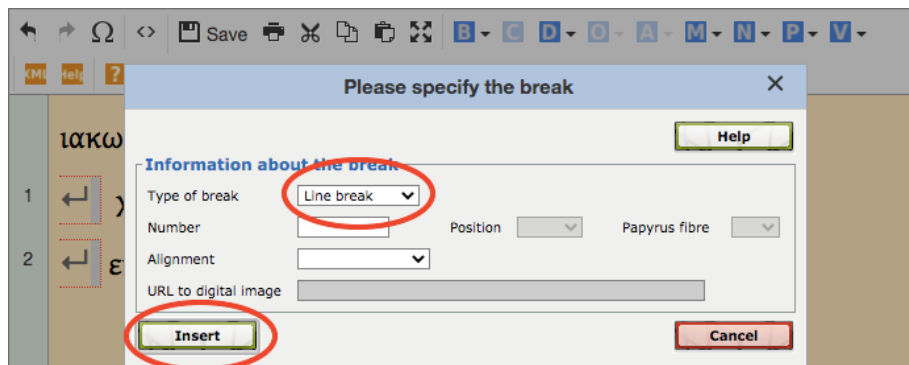 Ω <> Save B C D O A M N P V
XML Help ?
Please specify the break ×
ιακω
Help
Information about the break
1 Type of break Line break
Number Position Papyrus fibre
2 Alignment
URL to digital image
Insert Cancel